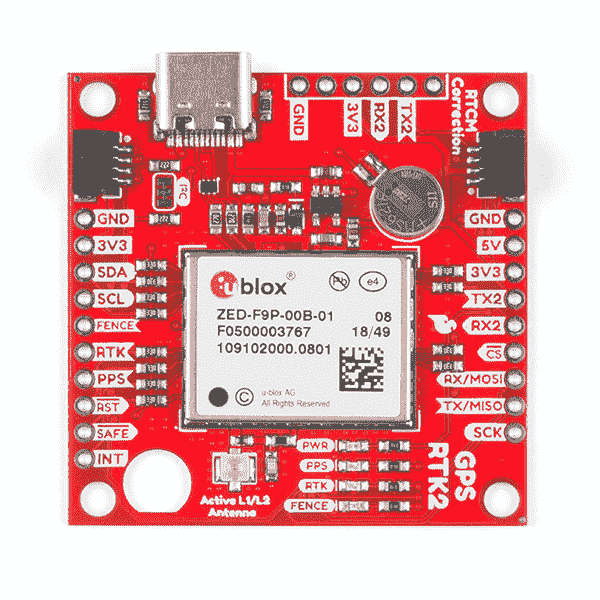 GND
3V3
RX2
TX2
RTCM
Correction
I2C
GND
3V3
SDA
SCL
FENCE
RTK
PPS
RST
SAFE
INT
GND
5V
3V3
TX2
RX2
CS
RX/MOSI
TX/MISO
SCK
ublox®
Pb e4
ZED-F9P-00B-01 08
F0500003767 18/49
109102000.0801
© u-blox AG
All Rights Reserved
PWR
PPS
RTK
FENCE
Active L1/L2
Antenna
GPS
RTK2